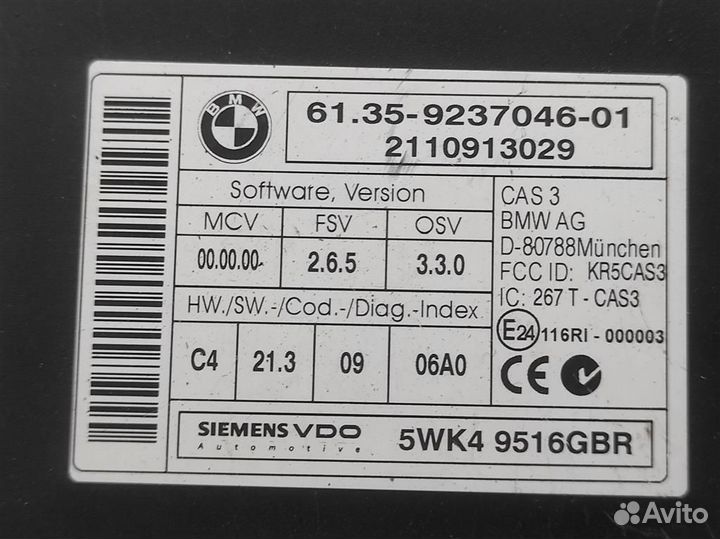 BMW
61.35-9237046-01
2110913029
Software, Version
MCV FSV OSV
00.00.00 2.6.5 3.3.0
HW./SW.-/Cod.-/Diag.-Index
C4 21.3 09 06A0
CAS 3
BMW AG
D-80788München
FCC ID: KR5CAS3
IC: 267 T - CAS3
E24 116RI - 000003
CE
SIEMENS VDO
Automotive
5WK4 9516GBR
Avito